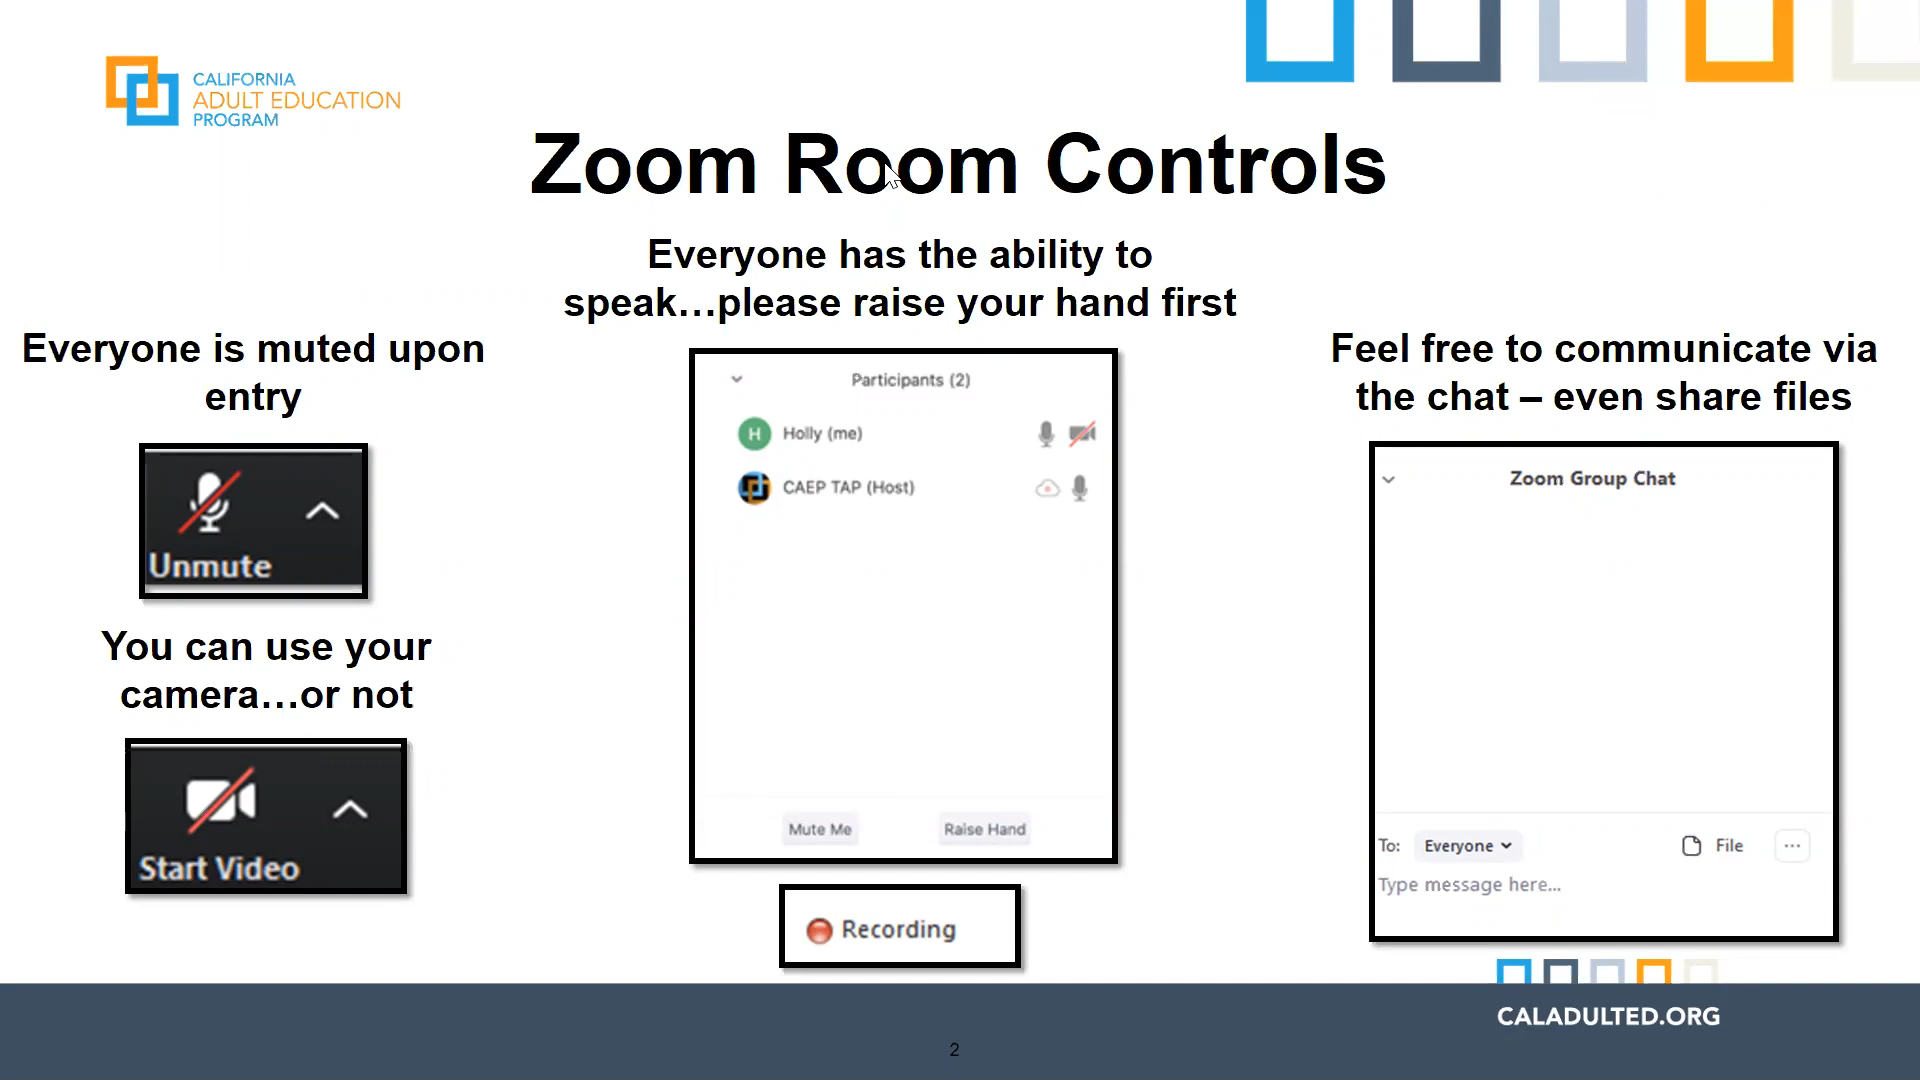 CALIFORNIA
ADULT EDUCATION
PROGRAM
Zoom Room Controls
Everyone is muted upon
entry
Unmute
You can use your
camera…or not
Start Video
Everyone has the ability to
speak…please raise your hand first
Participants (2)
H Holly (me)
CAEP TAP (Host)
Mute Me Raise Hand
Recording
Feel free to communicate via
the chat – even share files
Zoom Group Chat
To: Everyone File ...
Type message here...
CALADULTED.ORG
2